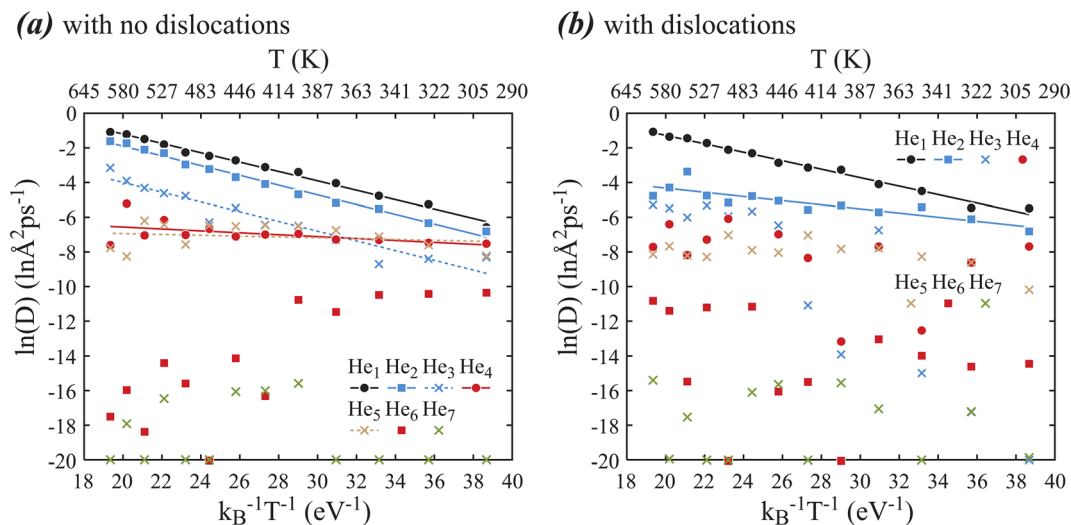 (a) with no dislocations
T (K)
645 580 527 483 446 414 387 363 341 322 305 290
ln(D) (lnÅ²ps⁻¹)
0
-2
-4
-6
-8
-10
-12
-14
-16
-18
-20
He₁ He₂ He₃ He₄
He₅ He₆ He₇
18 20 22 24 26 28 30 32 34 36 38 40
k_B⁻¹T⁻¹ (eV⁻¹)
(b) with dislocations
T (K)
645 580 527 483 446 414 387 363 341 322 305 290
ln(D) (lnÅ²ps⁻¹)
0
-2
-4
-6
-8
-10
-12
-14
-16
-18
-20
He₁ He₂ He₃ He₄
He₅ He₆ He₇
18 20 22 24 26 28 30 32 34 36 38 40
k_B⁻¹T⁻¹ (eV⁻¹)